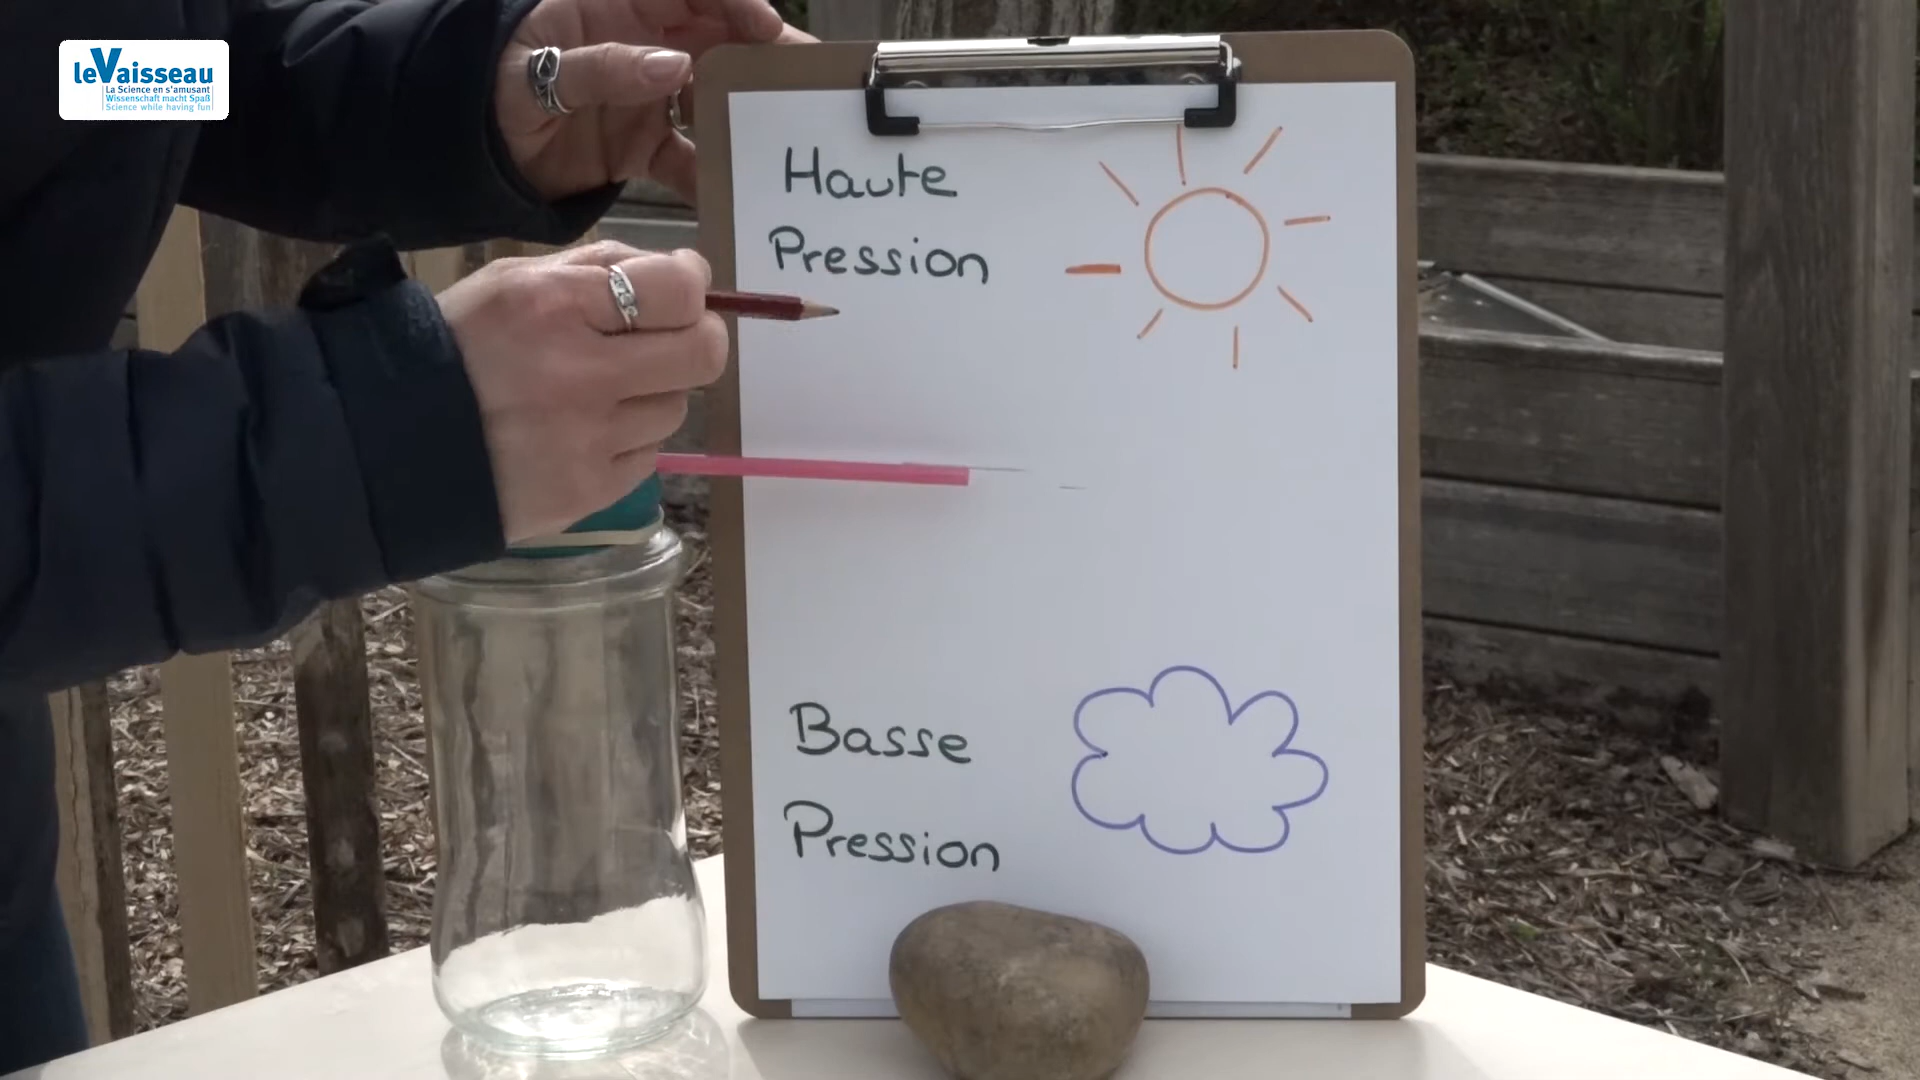 leVaisseau
La Science en s'amusant
Wissenschaft macht Spaß
Science while having fun!
Haute
Pression
Basse
Pression